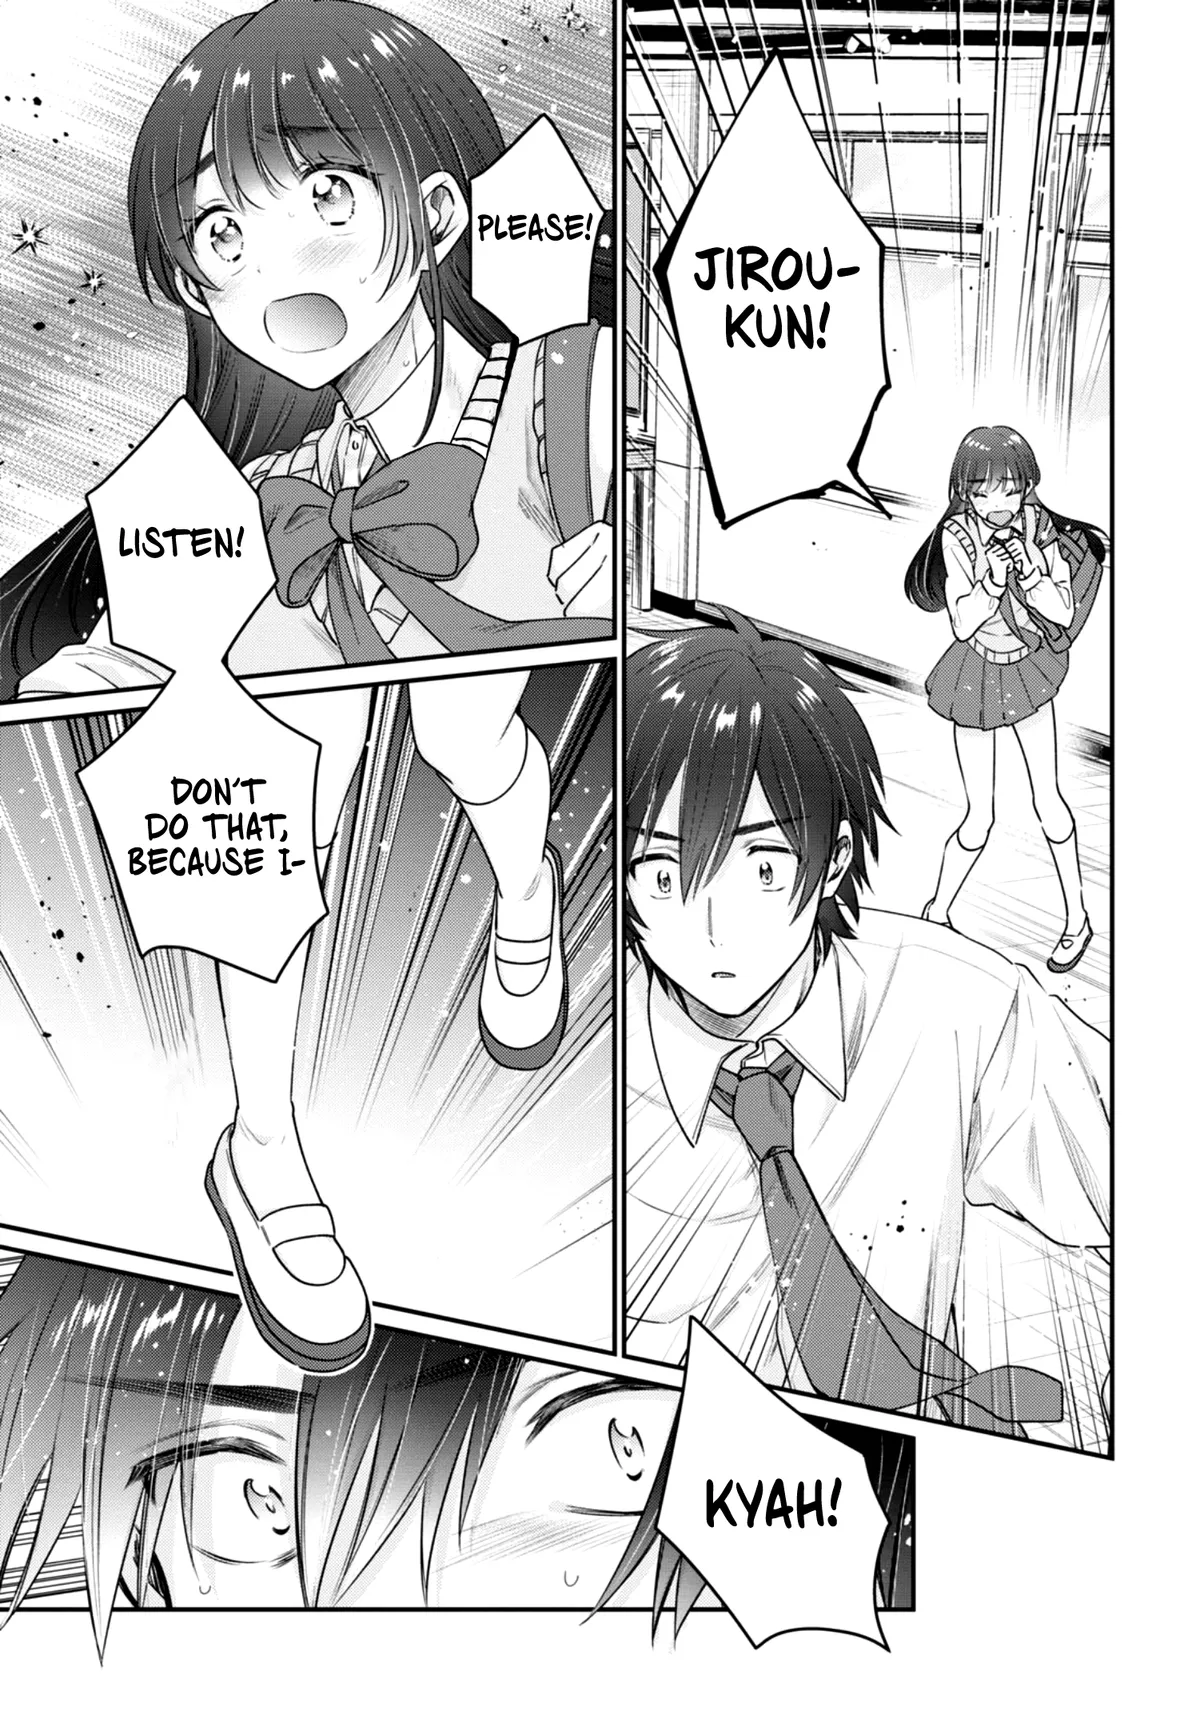 JIROU-
KUN!
PLEASE!
LISTEN!
DON'T
DO THAT,
BECAUSE I-
KYAH!